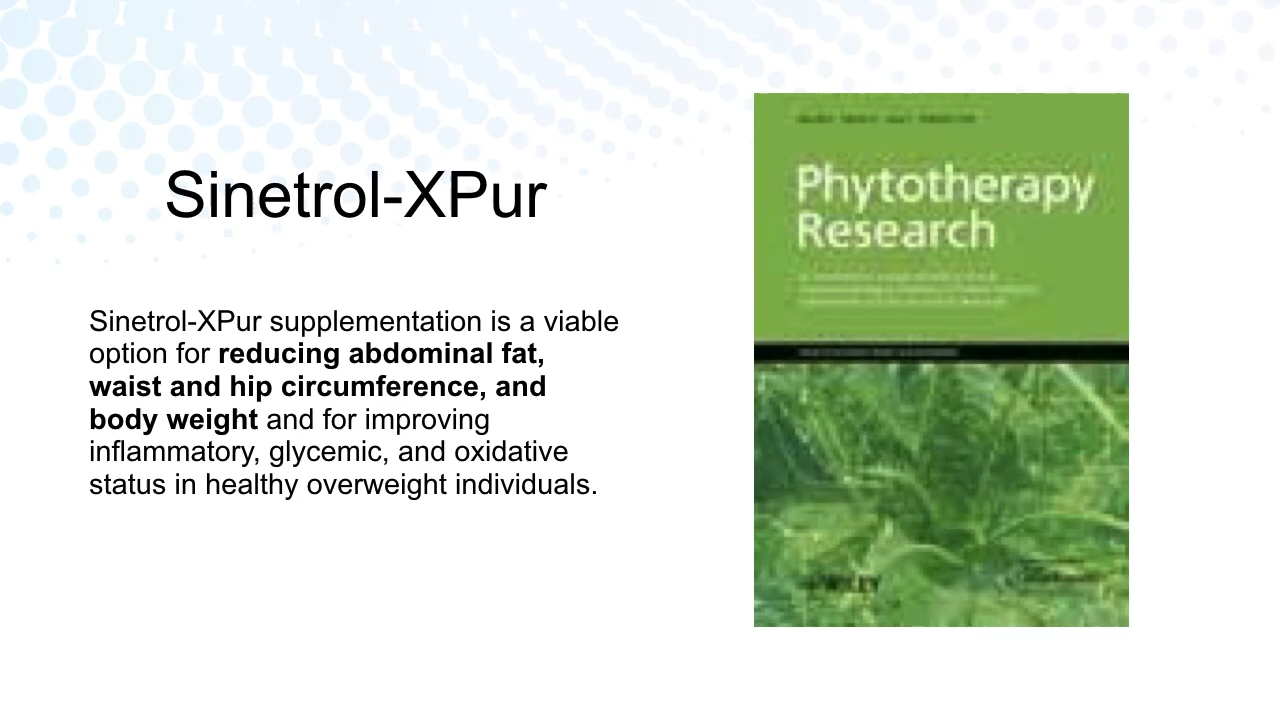 Sinetrol-XPur
Sinetrol-XPur supplementation is a viable
option for reducing abdominal fat,
waist and hip circumference, and
body weight and for improving
inflammatory, glycemic, and oxidative
status in healthy overweight individuals.
Phytotherapy
Research
WILEY